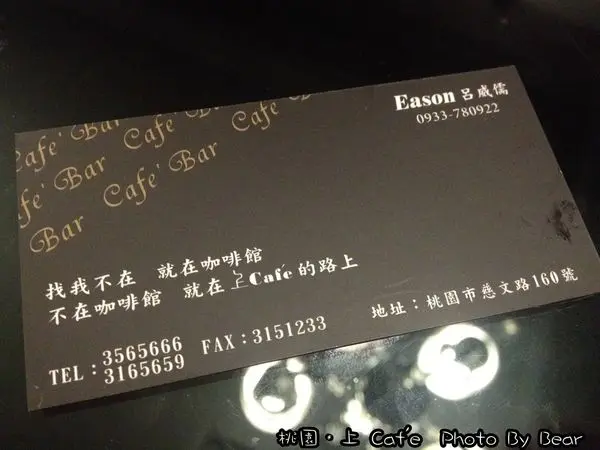 Eason 呂威儒
0933-780922
Cafe' Bar
Cafe' Bar
Cafe' Bar
Cafe' Bar
fe' Bar
Bar
找我不在 就在咖啡館
不在咖啡館 就在上Café的路上
TEL：3565666
3165659
FAX：3151233
地址：桃園市慈文路160號
桃園·上 Cafe Photo By Bear